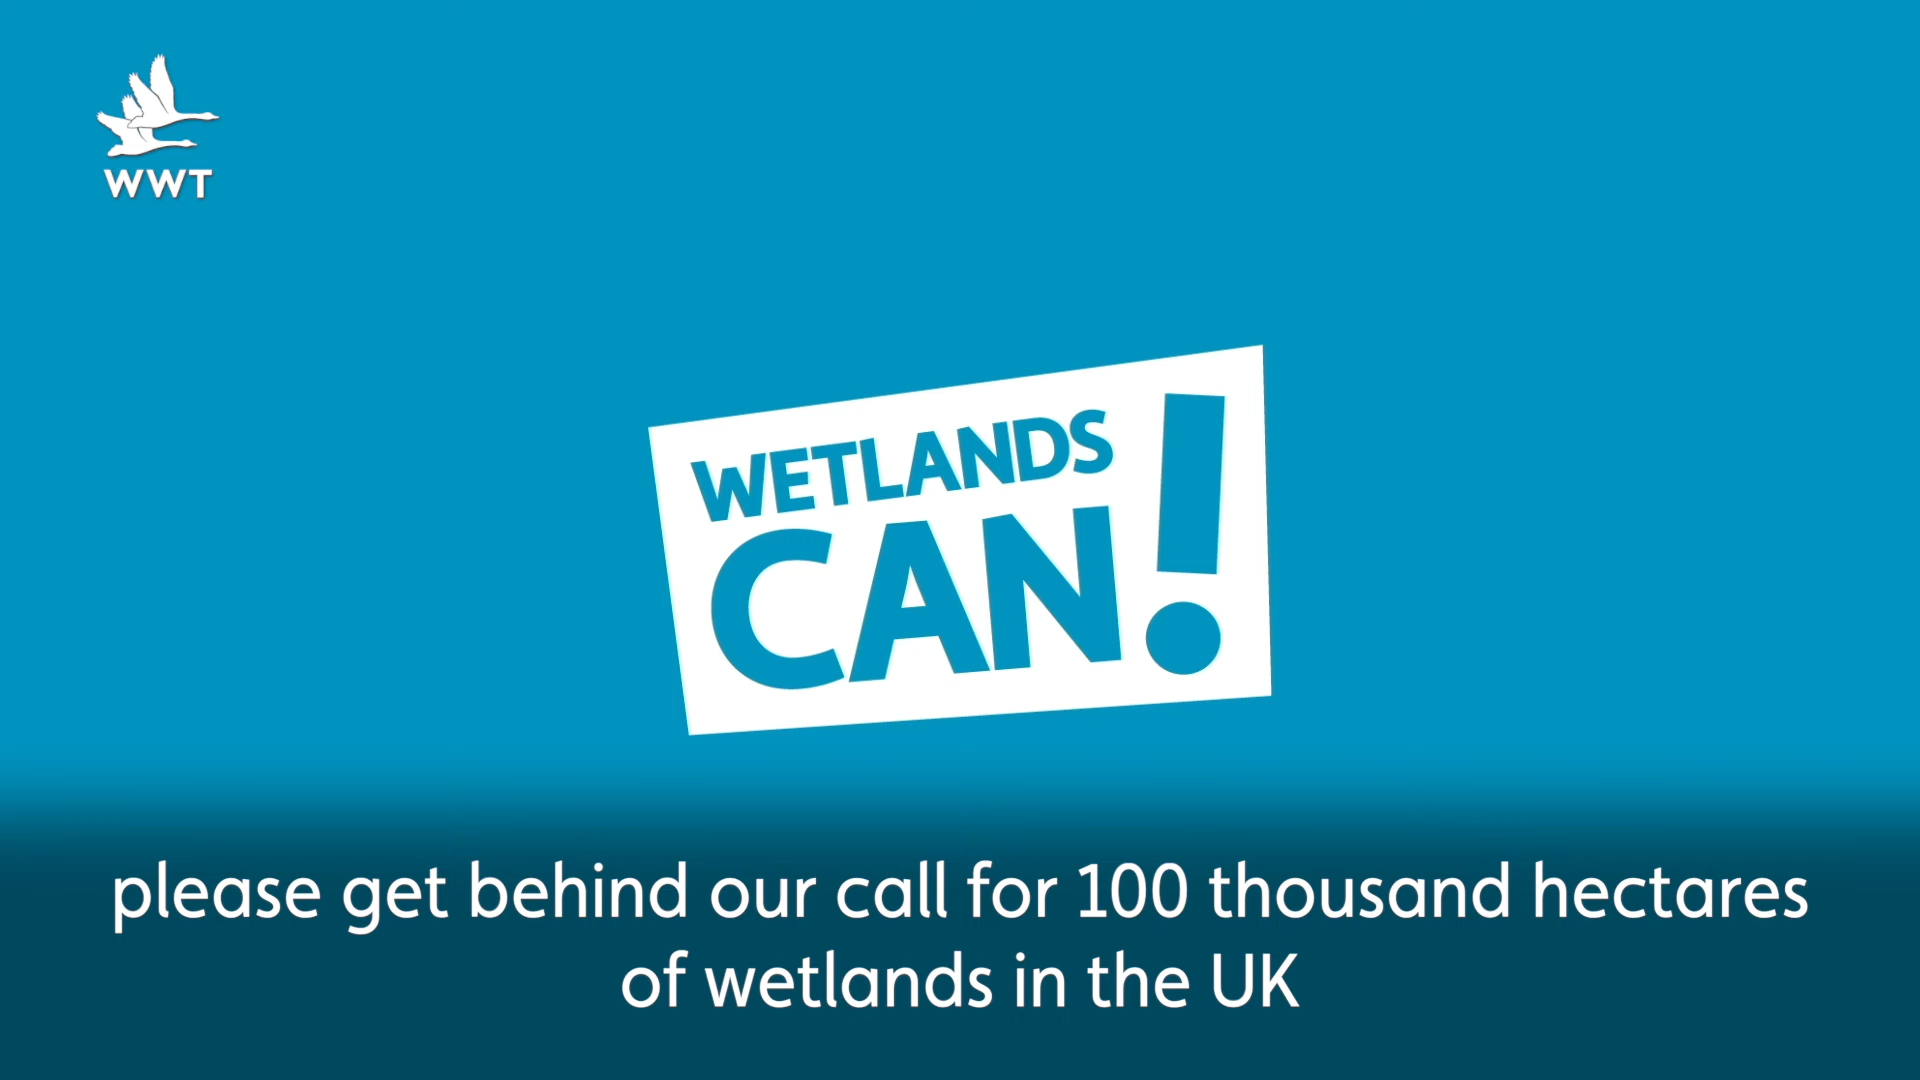 WWT
WETLANDS
CAN!
please get behind our call for 100 thousand hectares
of wetlands in the UK